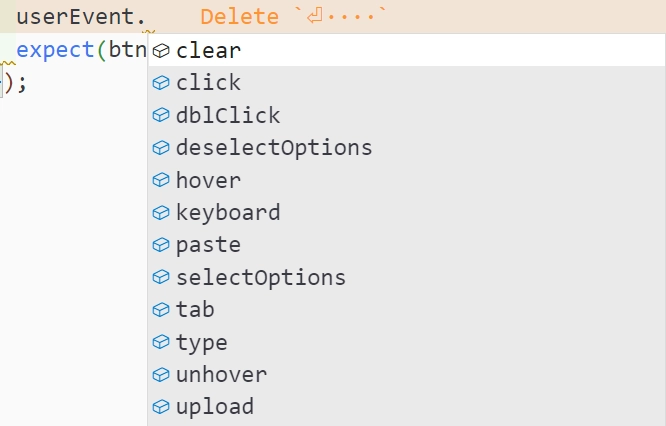 userEvent.    Delete `⏎····`
expect(btn
);
clear
click
dblClick
deselectOptions
hover
keyboard
paste
selectOptions
tab
type
unhover
upload